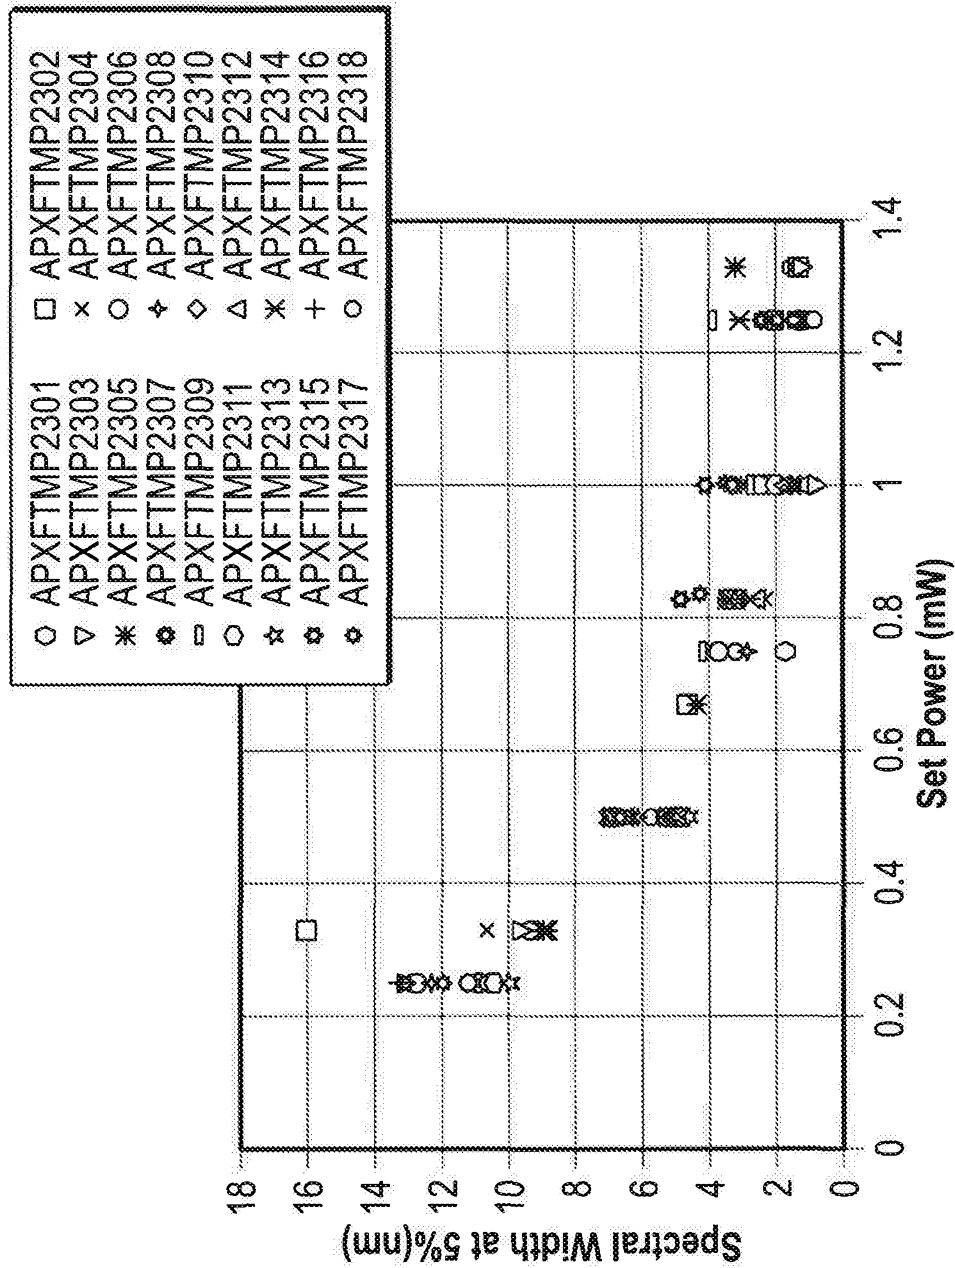 APXFTMP2301 APXFTMP2302
APXFTMP2303 APXFTMP2304
APXFTMP2305 APXFTMP2306
APXFTMP2307 APXFTMP2308
APXFTMP2309 APXFTMP2310
APXFTMP2311 APXFTMP2312
APXFTMP2313 APXFTMP2314
APXFTMP2315 APXFTMP2316
APXFTMP2317 APXFTMP2318
Spectral Width at 5%(nm)
18
16
14
12
10
8
6
4
2
0
0 0.2 0.4 0.6 0.8 1 1.2 1.4
Set Power (mW)